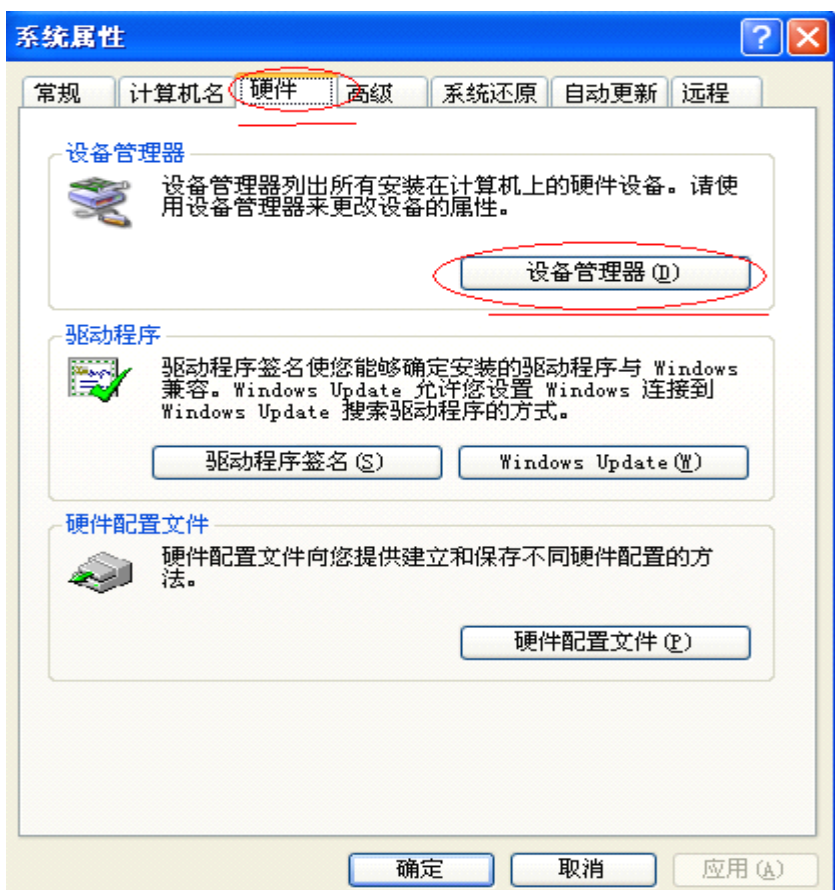 系统属性
常规 计算机名 硬件 高级 系统还原 自动更新 远程
设备管理器
设备管理器列出所有安装在计算机上的硬件设备。请使
用设备管理器来更改设备的属性。
设备管理器(D)
驱动程序
驱动程序签名使您能够确定安装的驱动程序与 Windows
兼容。Windows Update 允许您设置 Windows 连接到
Windows Update 搜索驱动程序的方式。
驱动程序签名(S) Windows Update(W)
硬件配置文件
硬件配置文件向您提供建立和保存不同硬件配置的方
法。
硬件配置文件(P)
确定 取消 应用(A)